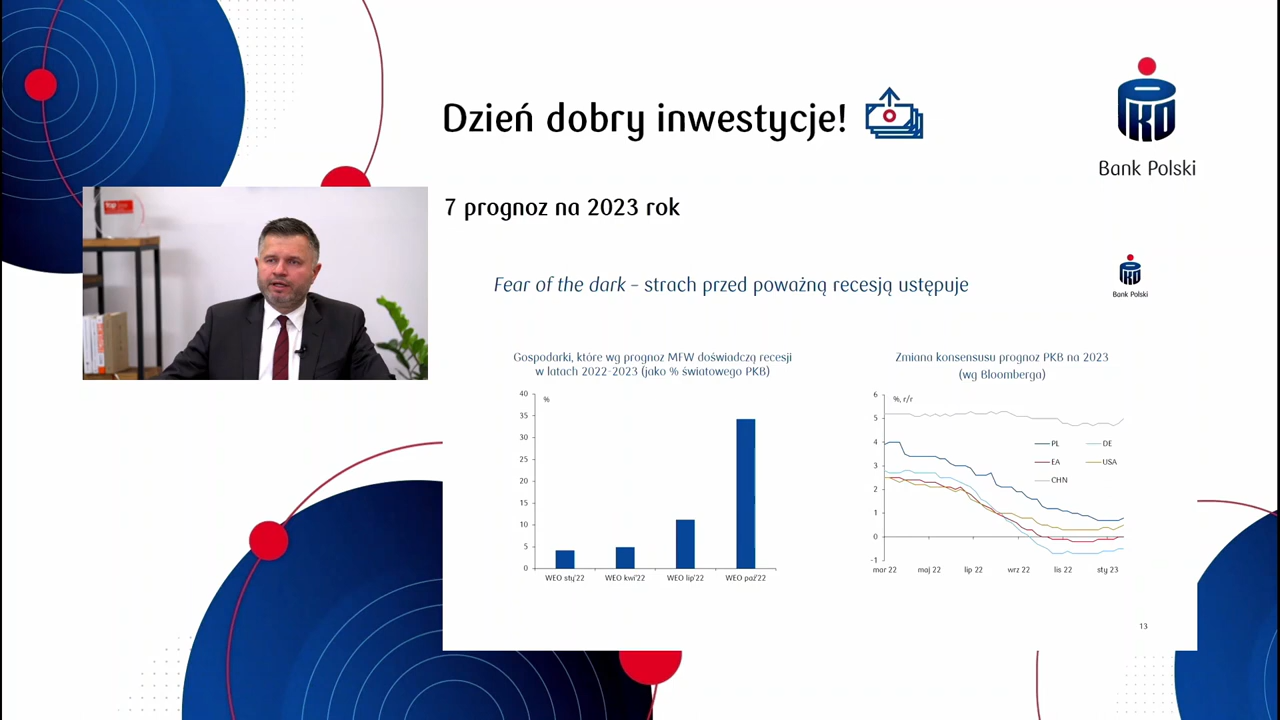 Dzień dobry inwestycje!
PKO
Bank Polski
7 prognoz na 2023 rok
Fear of the dark – strach przed poważną recesją ustępuje
PKO
Bank Polski
Gospodarki, które wg prognoz MFW doświadczą recesji
w latach 2022-2023 (jako % światowego PKB)
%
40
35
30
25
20
15
10
5
0
WEO sty'22
WEO kwi'22
WEO lip'22
WEO paź'22
Zmiana konsensusu prognoz PKB na 2023
(wg Bloomberga)
%, r/r
6
5
4
3
2
1
0
-1
PL
DE
EA
USA
CHN
mar 22
maj 22
lip 22
wrz 22
lis 22
sty 23
13